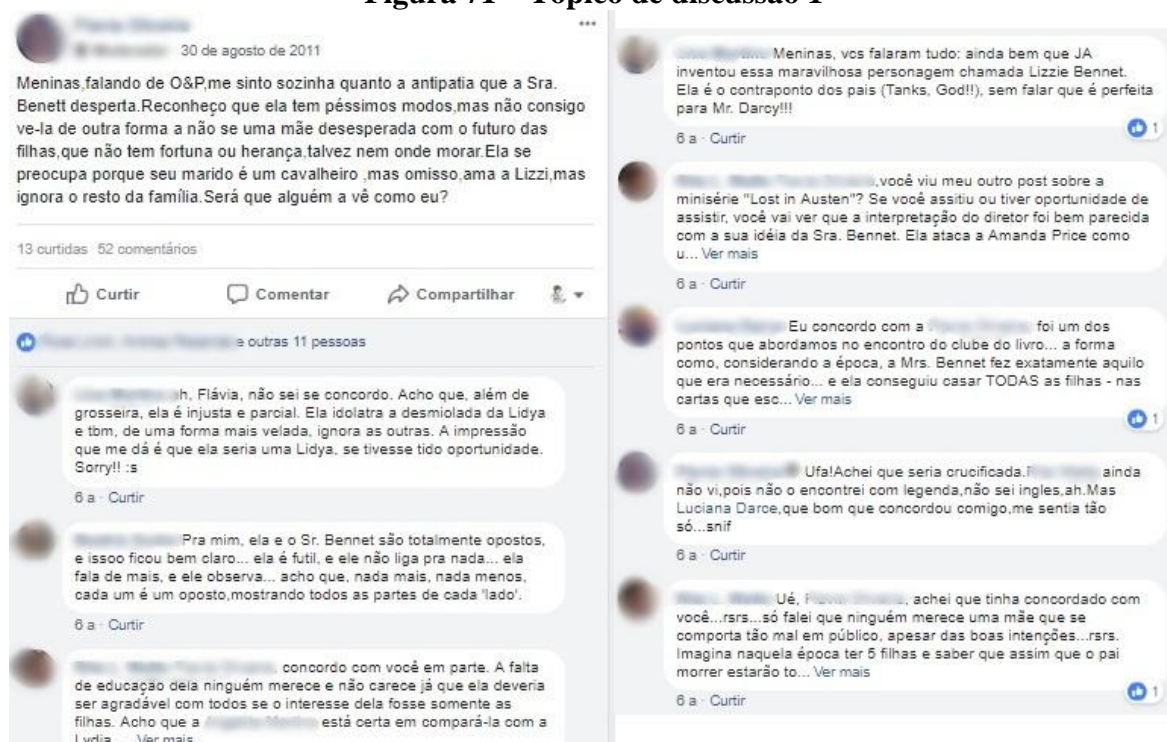 Figura 71 – Tópico de discussão 1
30 de agosto de 2011
Meninas,falando de O&P,me sinto sozinha quanto a antipatia que a Sra.
Benett desperta.Reconheço que ela tem péssimos modos,mas não consigo
ve-la de outra forma a não se uma mãe desesperada com o futuro das
filhas,que não tem fortuna ou herança,talvez nem onde morar.Ela se
preocupa porque seu marido é um cavalheiro ,mas omisso,ama a Lizzi,mas
ignora o resto da família.Será que alguém a vê como eu?
13 curtidas 52 comentários
Curtir Comentar Compartilhar
e outras 11 pessoas
ah, Flávia, não sei se concordo. Acho que, além de
grosseira, ela é injusta e parcial. Ela idolatra a desmiolada da Lidya
e tbm, de uma forma mais velada, ignora as outras. A impressão
que me dá é que ela seria uma Lidya, se tivesse tido oportunidade.
Sorry!! :s
6 a · Curtir
Pra mim, ela e o Sr. Bennet são totalmente opostos,
e issoo ficou bem claro... ela é futil, e ele não liga pra nada... ela
fala de mais, e ele observa... acho que, nada mais, nada menos,
cada um é um oposto,mostrando todos as partes de cada 'lado'.
6 a · Curtir
, concordo com você em parte. A falta
de educação dela ninguém merece e não carece já que ela deveria
ser agradável com todos se o interesse dela fosse somente as
filhas. Acho que a está certa em compará-la com a
Lydia.... Ver mais
Meninas, vcs falaram tudo: ainda bem que JA
inventou essa maravilhosa personagem chamada Lizzie Bennet.
Ela é o contraponto dos pais (Tanks, God!!), sem falar que é perfeita
para Mr. Darcy!!!
1
6 a · Curtir
,você viu meu outro post sobre a
minisérie "Lost in Austen"? Se você assitiu ou tiver oportunidade de
assistir, você vai ver que a interpretação do diretor foi bem parecida
com a sua idéia da Sra. Bennet. Ela ataca a Amanda Price como
u... Ver mais
6 a · Curtir
Eu concordo com a foi um dos
pontos que abordamos no encontro do clube do livro... a forma
como, considerando a época, a Mrs. Bennet fez exatamente aquilo
que era necessário... e ela conseguiu casar TODAS as filhas - nas
cartas que esc... Ver mais
1
6 a · Curtir
Ufa!Achei que seria crucificada. ainda
não vi,pois não o encontrei com legenda,não sei ingles,ah.Mas
Luciana Darce,que bom que concordou comigo,me sentia tão
só...snif
6 a · Curtir
Ué, , achei que tinha concordado com
você...rsrs...só falei que ninguém merece uma mãe que se
comporta tão mal em público, apesar das boas intenções...rsrs.
Imagina naquela época ter 5 filhas e saber que assim que o pai
morrer estarão to... Ver mais
1
6 a · Curtir